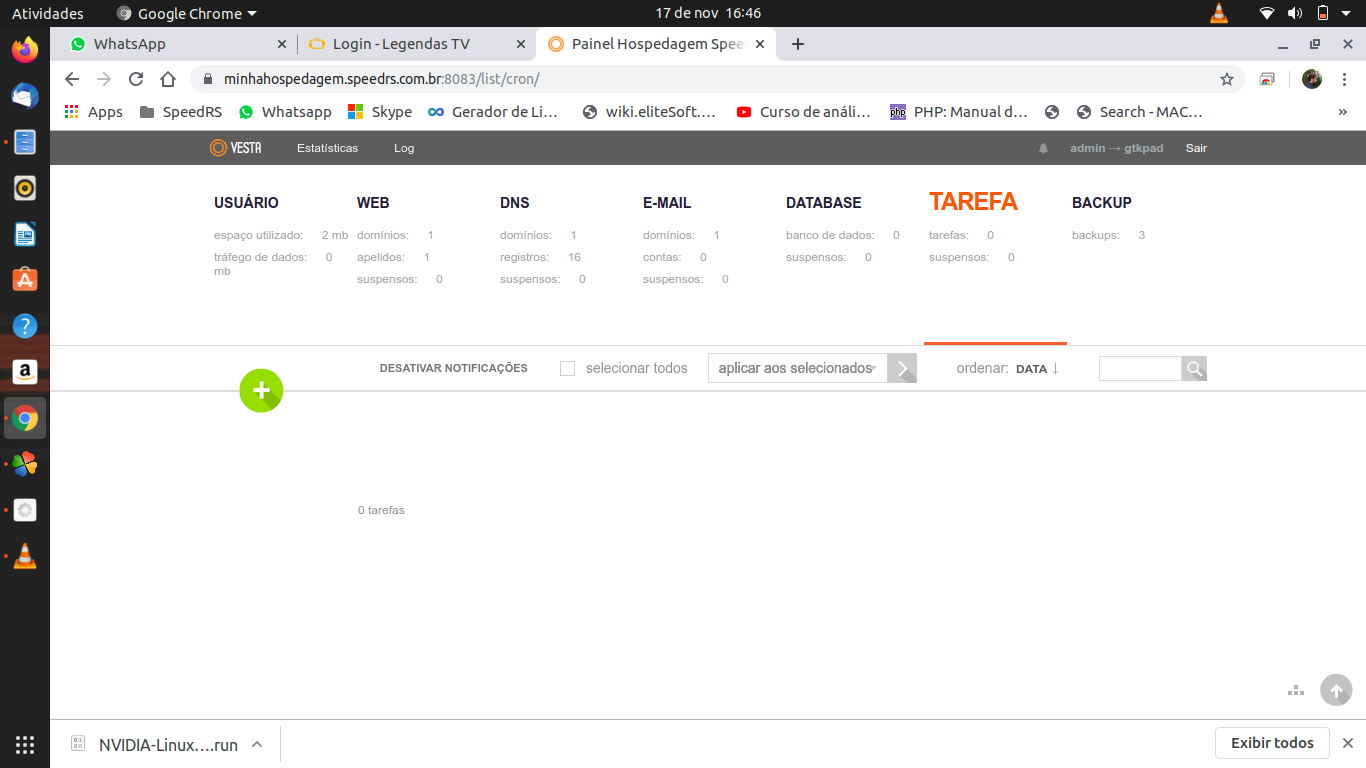 Atividades Google Chrome 17 de nov 16:46
WhatsApp Login - Legendas TV Painel Hospedagem Spee
minhahospedagem.speedrs.com.br:8083/list/cron/
Apps SpeedRS Whatsapp Skype Gerador de Li… wiki.eliteSoft.… Curso de análi… php PHP: Manual d… Search - MAC… »
VESTA Estatísticas Log admin → gtkpad Sair
USUÁRIO WEB DNS E-MAIL DATABASE TAREFA BACKUP
espaço utilizado: 2 mb domínios: 1 domínios: 1 domínios: 1 banco de dados: 0 tarefas: 0 backups: 3
tráfego de dados: 0 mb apelidos: 1 registros: 16 contas: 0 suspensos: 0 suspensos: 0
suspensos: 0 suspensos: 0 suspensos: 0
DESATIVAR NOTIFICAÇÕES selecionar todos aplicar aos selecionados ordenar: DATA ↓
0 tarefas
NVIDIA-Linux….run Exibir todos